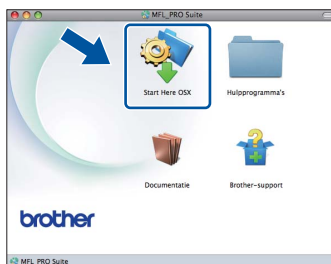 MFL_PRO Suite
Start Here OSX
Hulpprogramma's
Documentatie
Brother-support
brother
MFL_PRO Suite